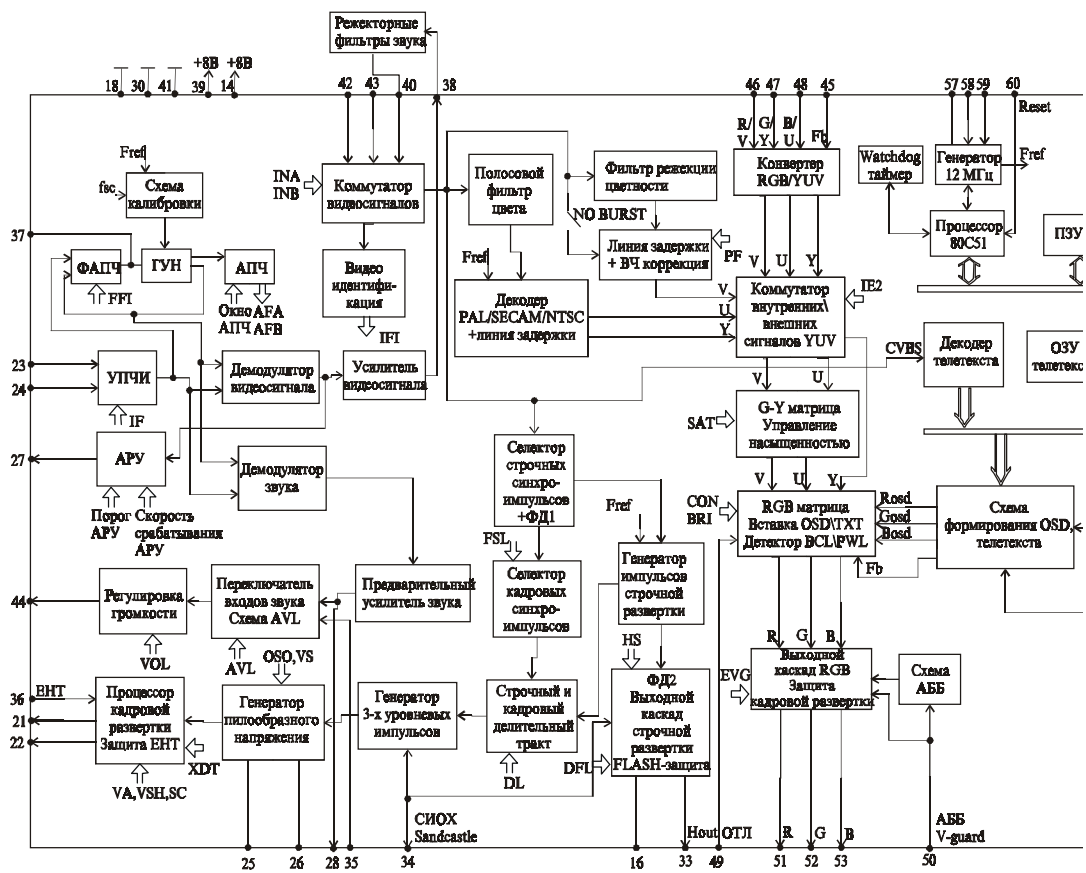 Режекторные
фильтры звука
+8В
+8В
18
30
41
39
14
42
43
40
38
46
47
48
45
57
58
59
60
Reset
R/
V
G/
Y
B/
U
Fb
Fref
fsc.
Схема
калибровки
INA
INB
Коммутатор
видеосигналов
Полосовой
фильтр
цвета
Фильтр режекции
цветности
Конвертер
RGB/YUV
Watchdog
таймер
Генератор
12 МГц
Fref
NO BURST
Процессор
80C51
ПЗУ
37
ФАПЧ
ГУН
АПЧ
Видео
идентифи-
кация
Fref
Линия задержки
+ ВЧ коррекция
PF
V
U
Y
FFI
Окно
АПЧ
AFA
AFB
IFI
Декодер
PAL/SECAM/NTSC
+линия задержки
V
U
Y
Коммутатор
внутренних\
внешних
сигналов YUV
IE2
CVBS
Декодер
телетекста
ОЗУ
телетекс
23
24
УПЧИ
IF
Демодулятор
видеосигнала
Усилитель
видеосигнала
V
U
SAT
G-Y матрица
Управление
насыщенностью
27
АРУ
Демодулятор
звука
Селектор
строчных
синхро-
импульсов
+ФД1
V
U
Y
Порог
АРУ
Скорость
срабатывания
АРУ
Fref
CON
BRI
RGB матрица
Вставка OSD\TXT
Детектор BCL\PWL
Rosd
Gosd
Bosd
Fb
Схема
формирования OSD,
телетекста
FSL
44
Регулировка
громкости
Переключатель
входов звука
Схема AVL
Предварительный
усилитель звука
Селектор
кадровых
синхро-
импульсов
Генератор
импульсов
строчной
развертки
VOL
AVL
OSO,VS
HS
R
G
B
36
EHT
21
22
Процессор
кадровой
развертки
Защита EHT
Генератор
пилообразного
напряжения
Генератор
3-х уровневых
импульсов
Строчный и
кадровый
делительный
тракт
ФД2
Выходной
каскад
строчной
развертки
FLASH-защита
EVG
Выходной
каскад RGB
Защита
кадровой развертки
Схема
АББ
XDT
VA,VSH,SC
DL
DFL
СИОХ
Sandcastle
Hout
ОТЛ
R
G
B
АББ
V-guard
25
26
28
35
34
16
33
49
51
52
53
50